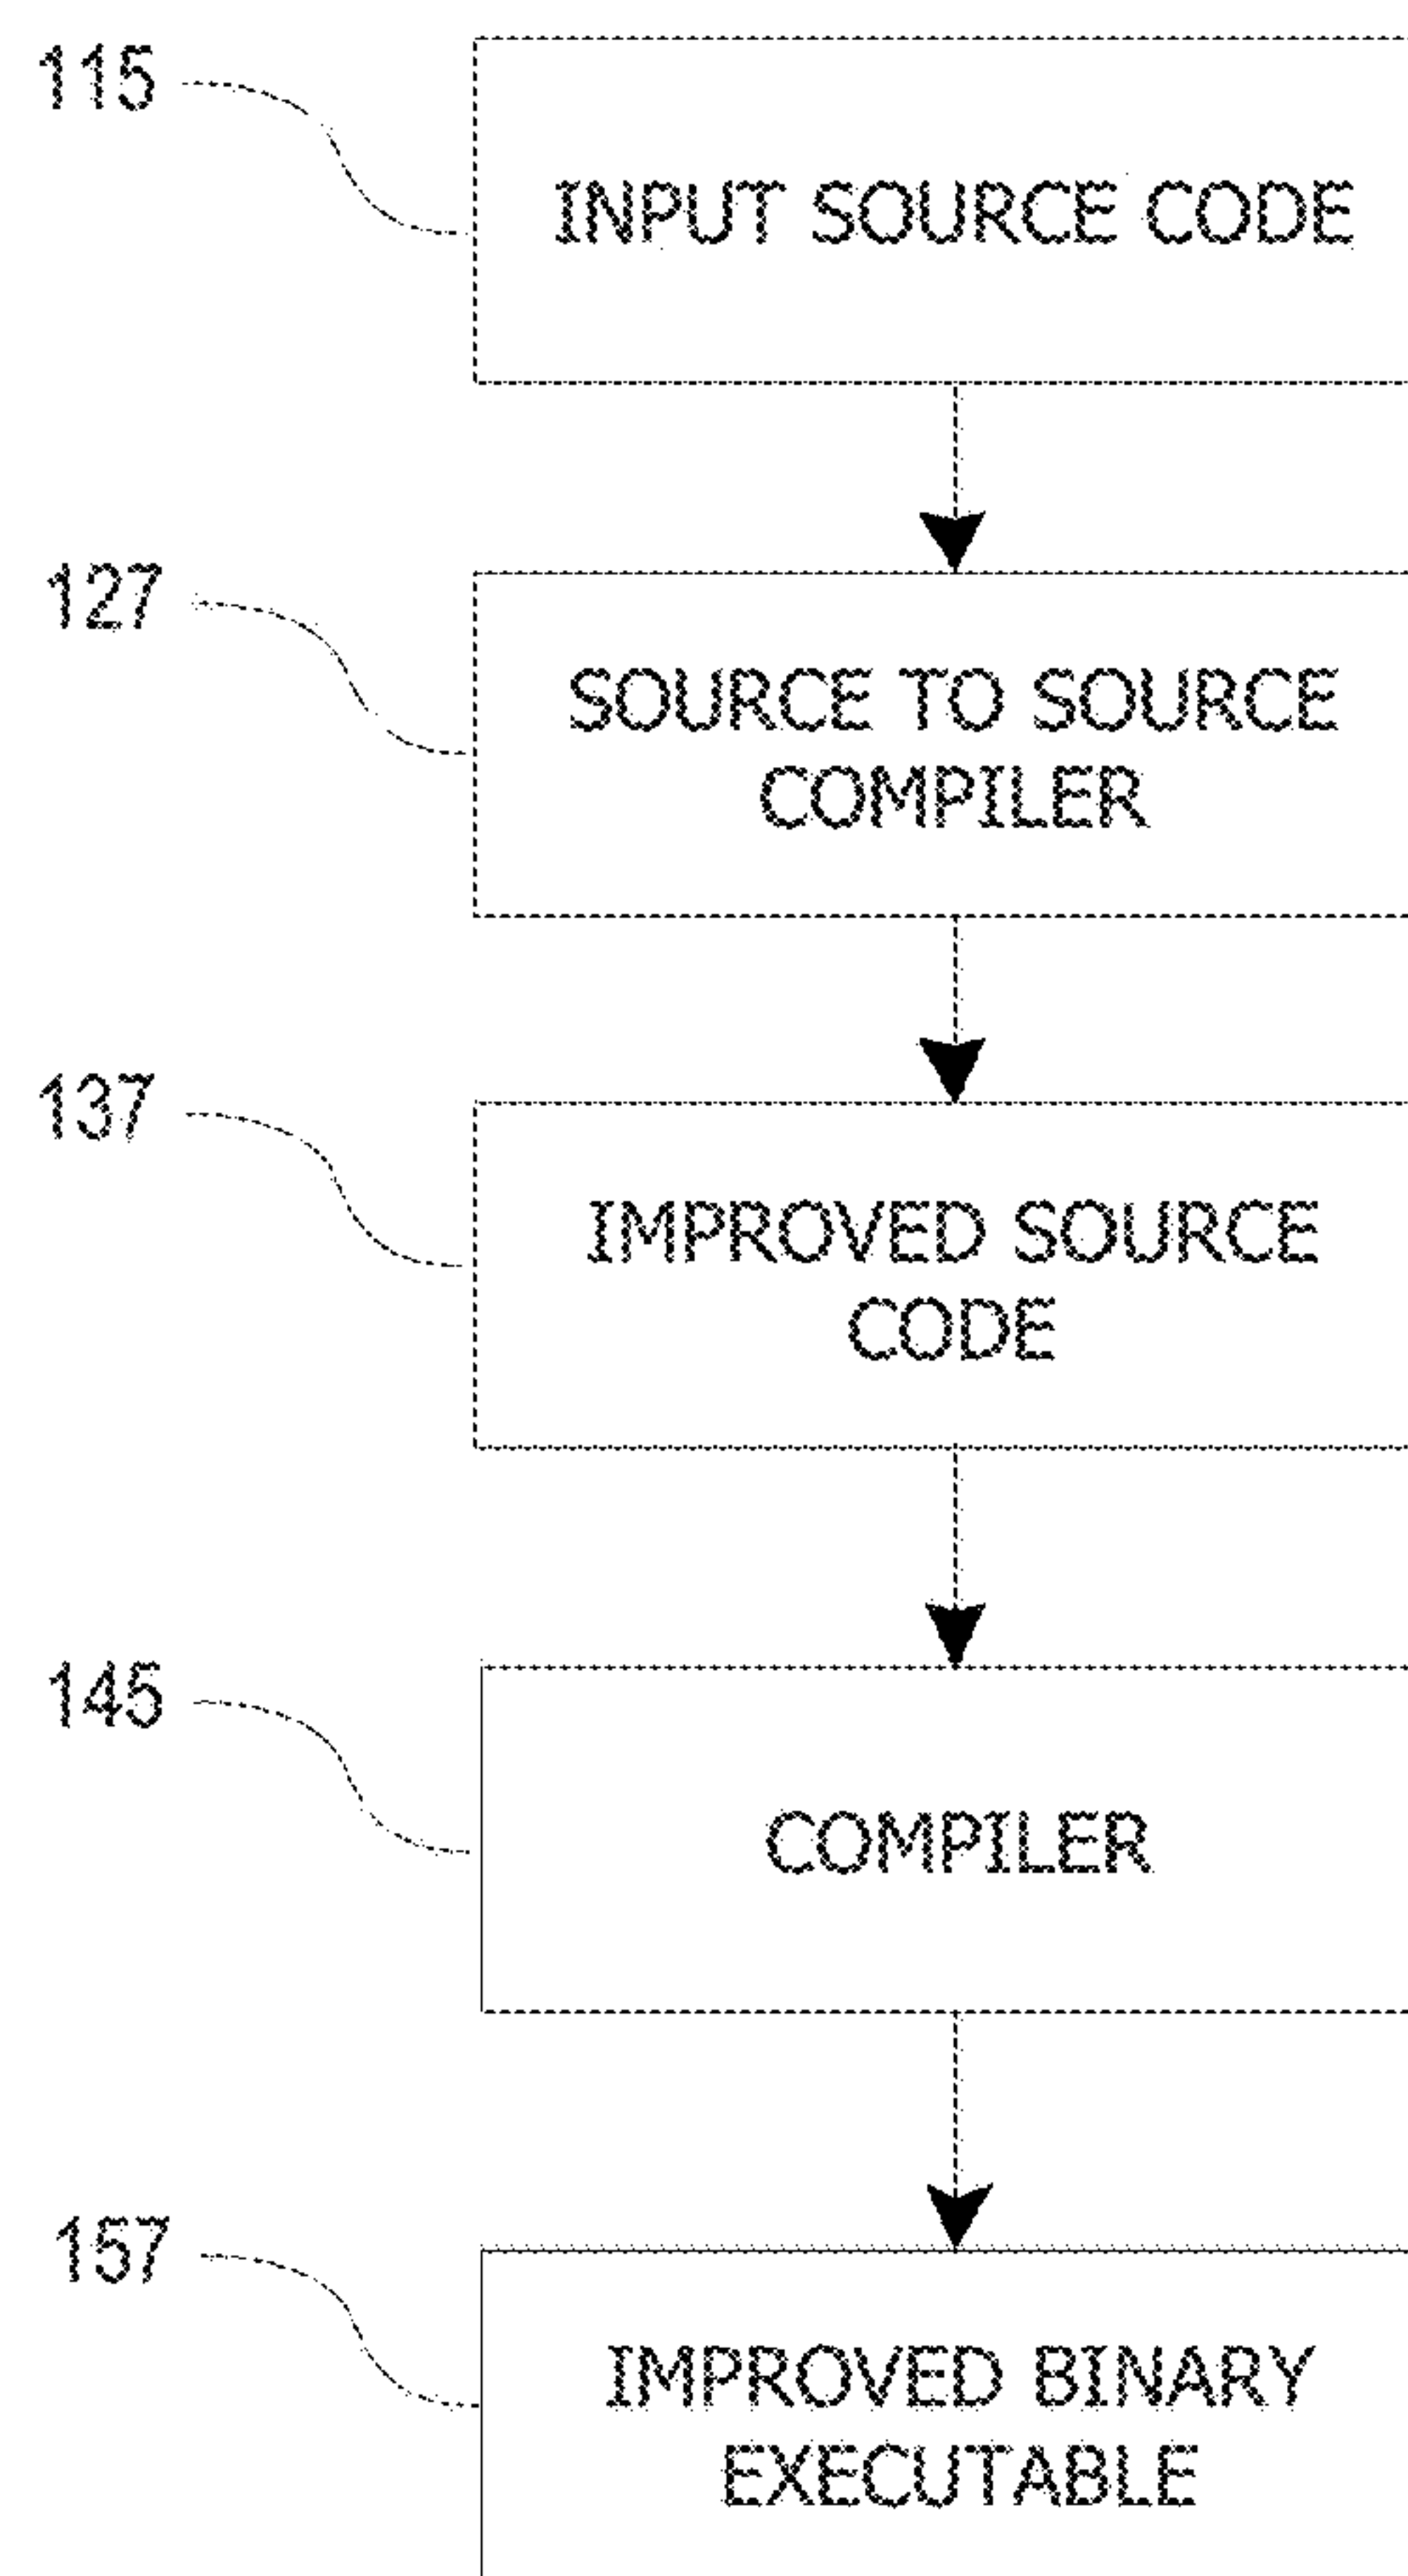 115
INPUT SOURCE CODE
127
SOURCE TO SOURCE
COMPILER
137
IMPROVED SOURCE
CODE
145
COMPILER
157
IMPROVED BINARY
EXECUTABLE